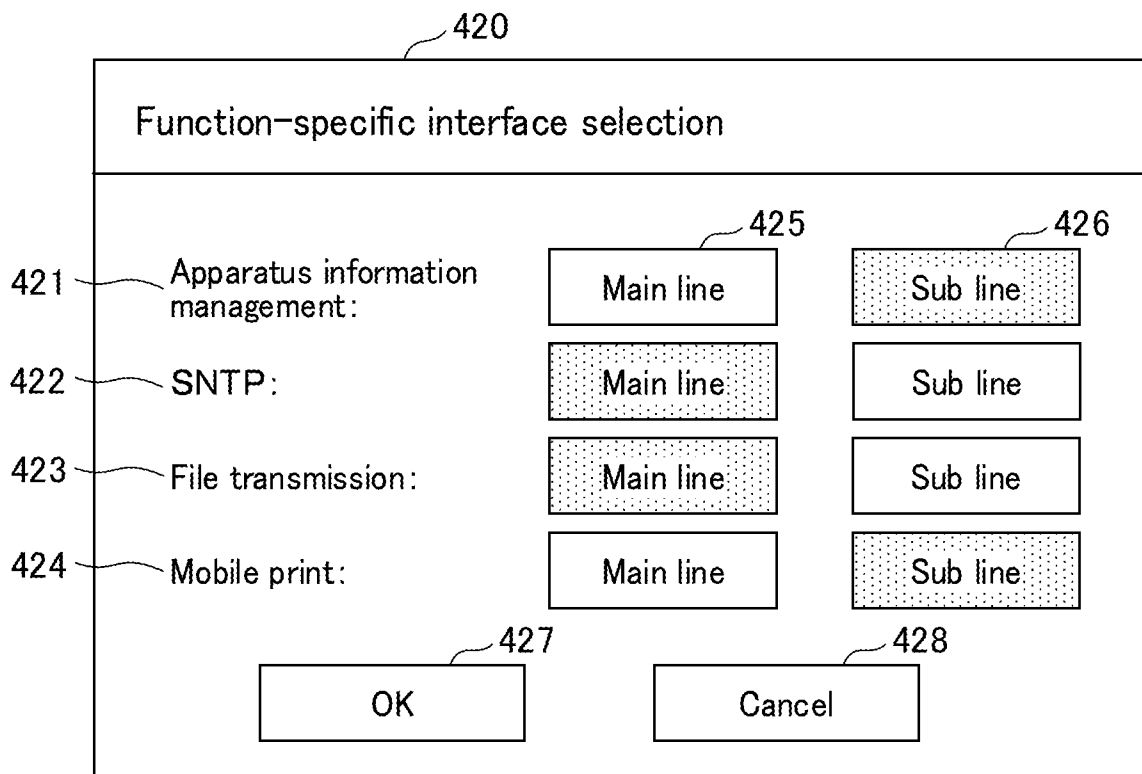 420
Function-specific interface selection
425
426
421
Apparatus information
management:
Main line
Sub line
422
SNTP:
Main line
Sub line
423
File transmission:
Main line
Sub line
424
Mobile print:
Main line
Sub line
427
428
OK
Cancel